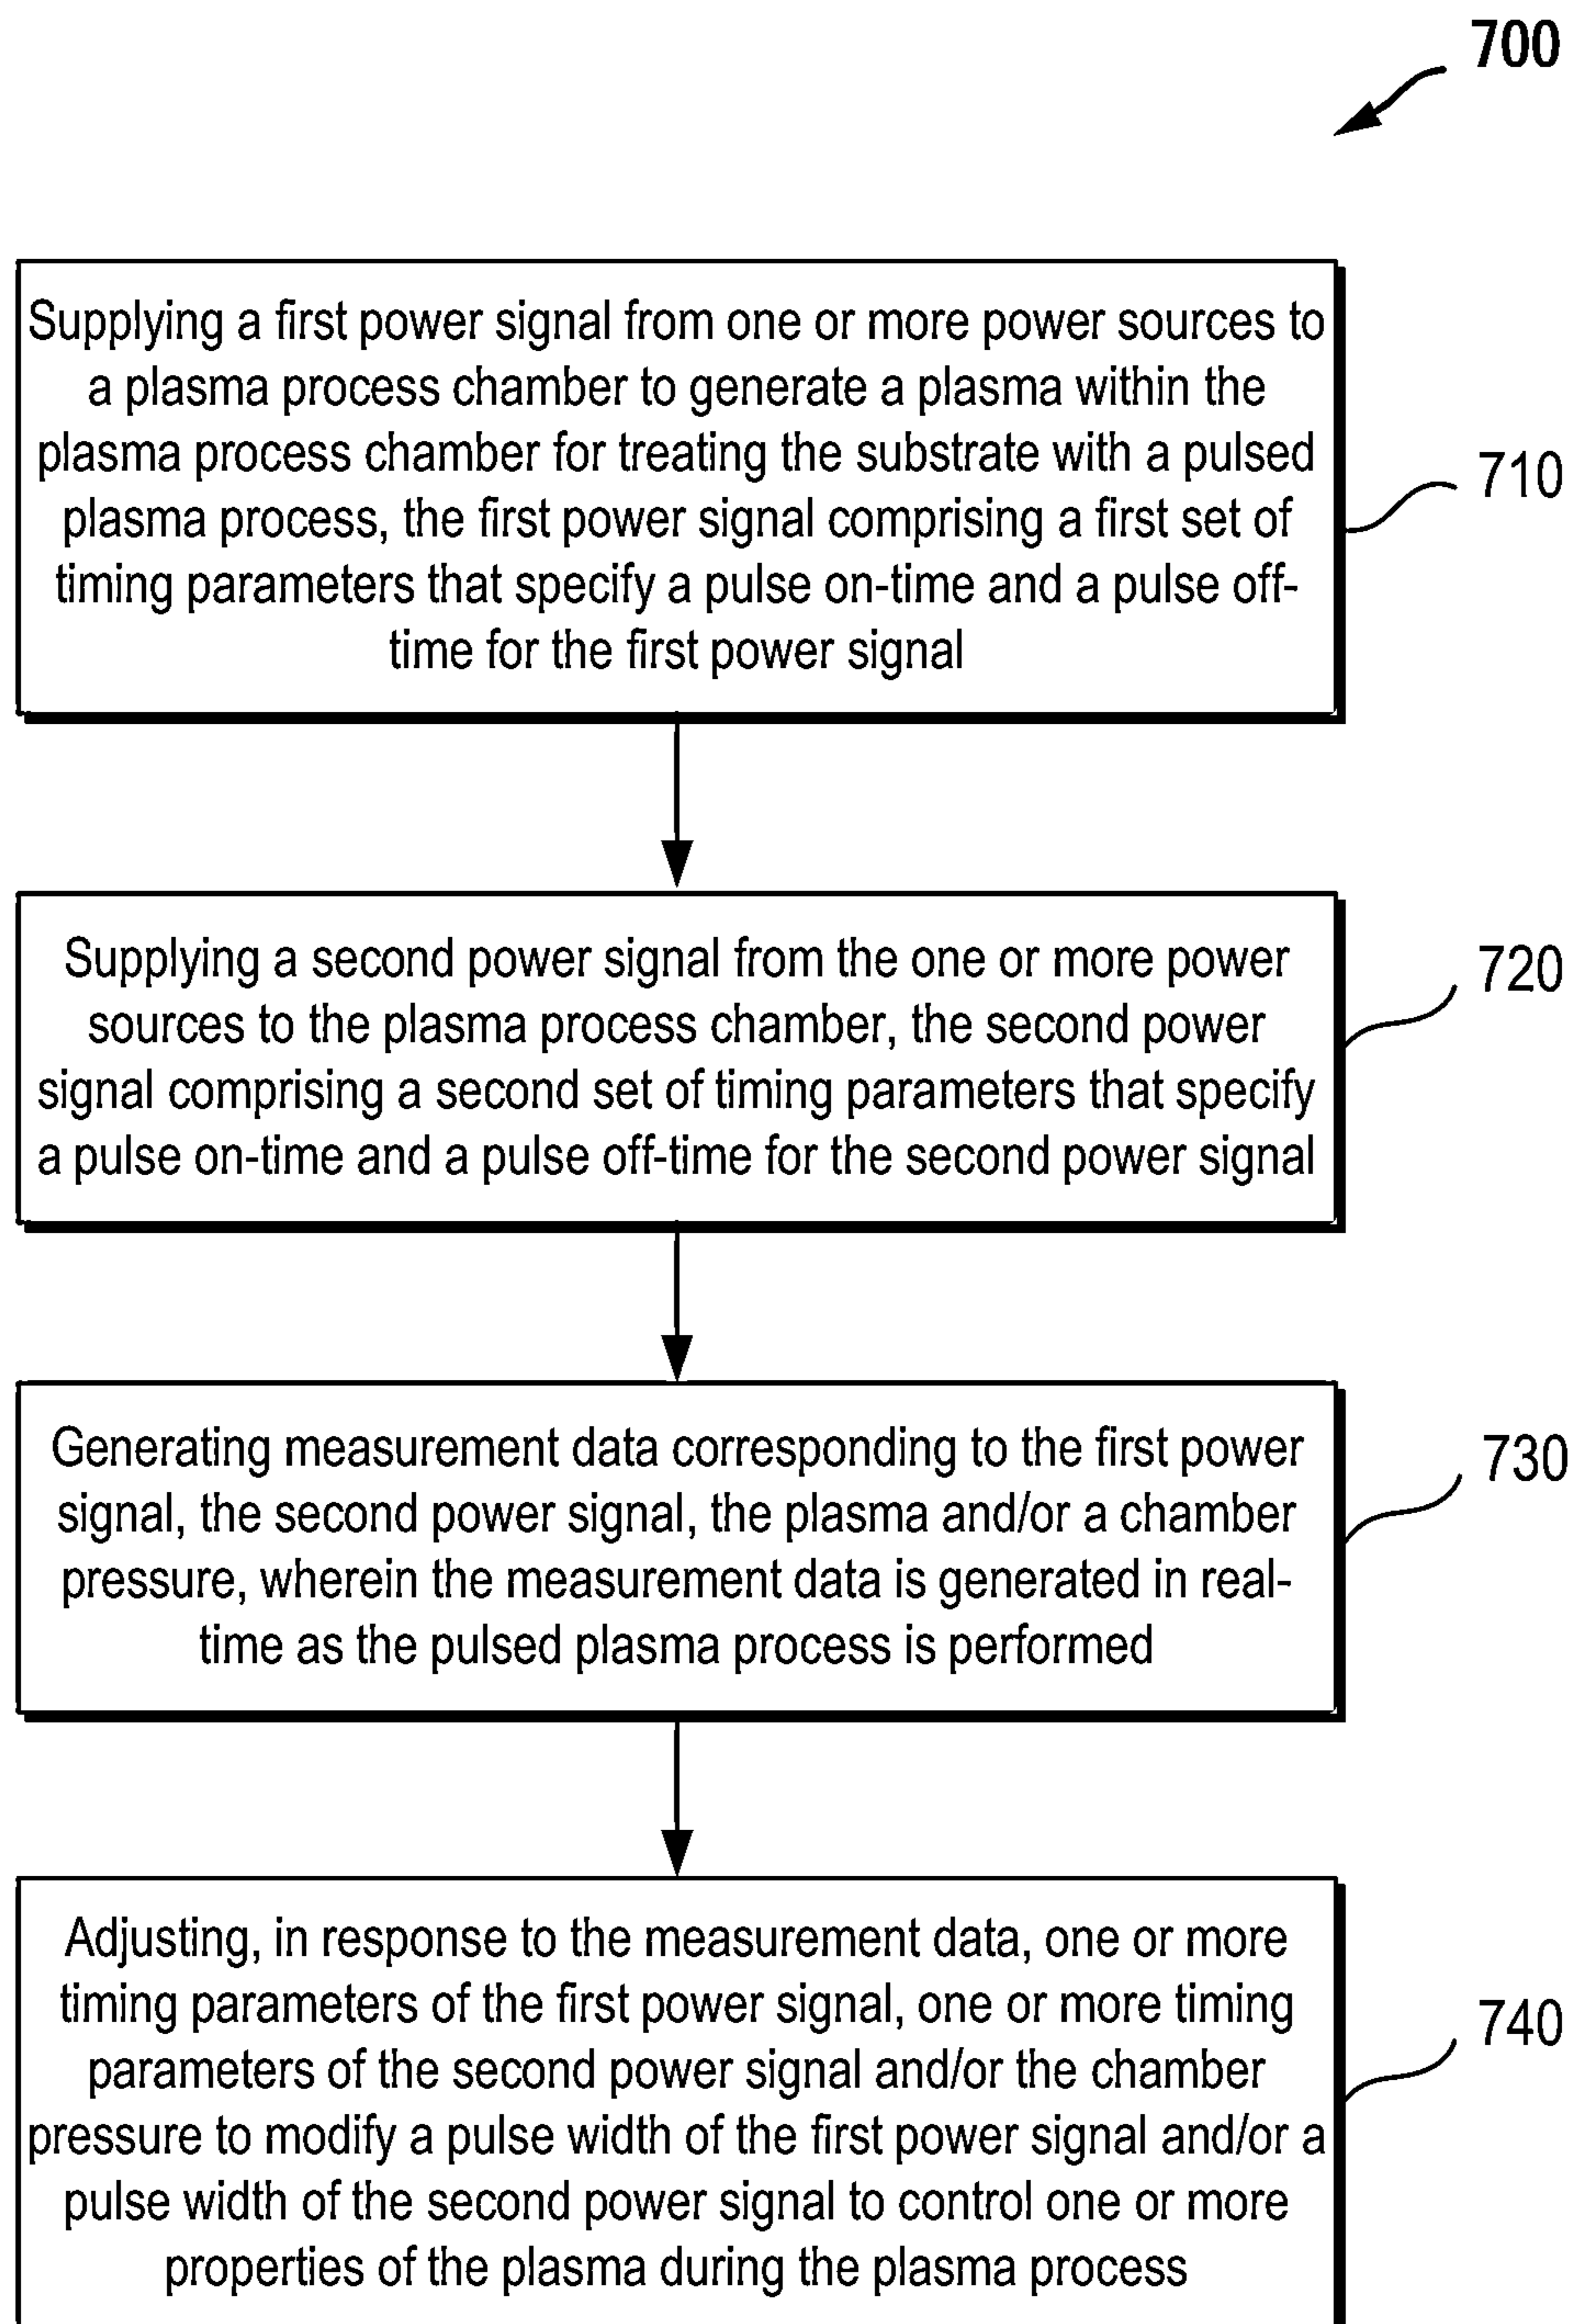 700
Supplying a first power signal from one or more power sources to
a plasma process chamber to generate a plasma within the
plasma process chamber for treating the substrate with a pulsed
plasma process, the first power signal comprising a first set of
timing parameters that specify a pulse on-time and a pulse off-
time for the first power signal
710
Supplying a second power signal from the one or more power
sources to the plasma process chamber, the second power
signal comprising a second set of timing parameters that specify
a pulse on-time and a pulse off-time for the second power signal
720
Generating measurement data corresponding to the first power
signal, the second power signal, the plasma and/or a chamber
pressure, wherein the measurement data is generated in real-
time as the pulsed plasma process is performed
730
Adjusting, in response to the measurement data, one or more
timing parameters of the first power signal, one or more timing
parameters of the second power signal and/or the chamber
pressure to modify a pulse width of the first power signal and/or a
pulse width of the second power signal to control one or more
properties of the plasma during the plasma process
740